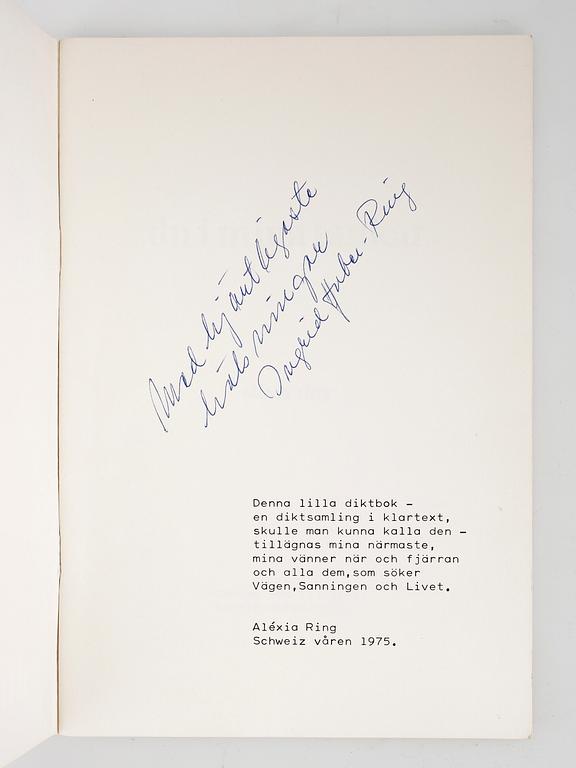 Med hjärtligaste
hälsningar
Ingrid Huber-Ring
Denna lilla diktbok -
en diktsamling i klartext,
skulle man kunna kalla den -
tillägnas mina närmaste,
mina vänner när och fjärran
och alla dem,som söker
Vägen,Sanningen och Livet.
Aléxia Ring
Schweiz våren 1975.